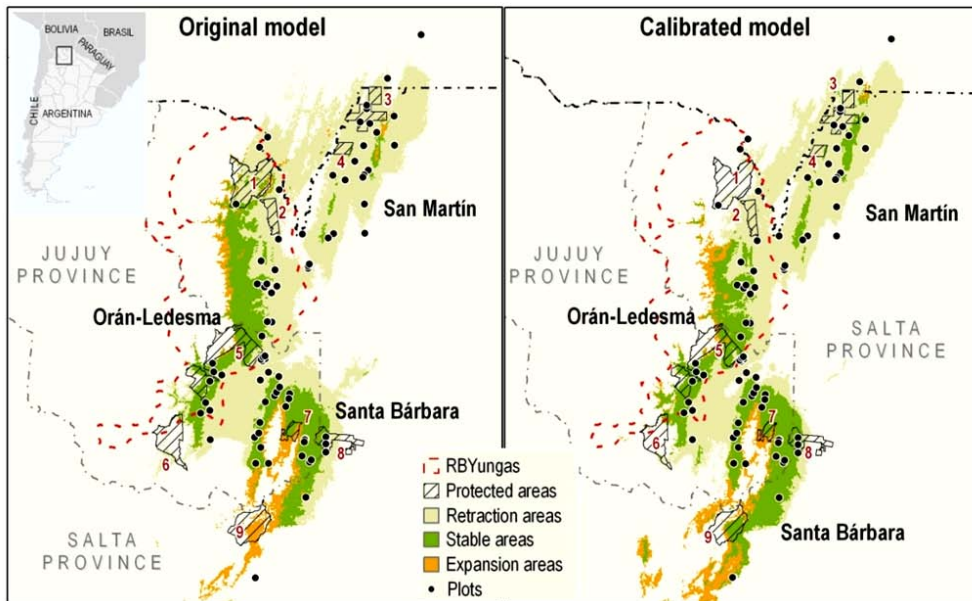 BOLIVIA
BRASIL
PARAGUAY
CHILE
ARGENTINA
Original model
3
4
1
2
San Martín
JUJUY
PROVINCE
Orán-Ledesma
5
Santa Bárbara
7
6
8
9
SALTA
PROVINCE
RBYungas
Protected areas
Retraction areas
Stable areas
Expansion areas
Plots
Calibrated model
3
4
1
2
San Martín
JUJUY
PROVINCE
Orán-Ledesma
SALTA
PROVINCE
5
7
6
8
9
Santa Bárbara